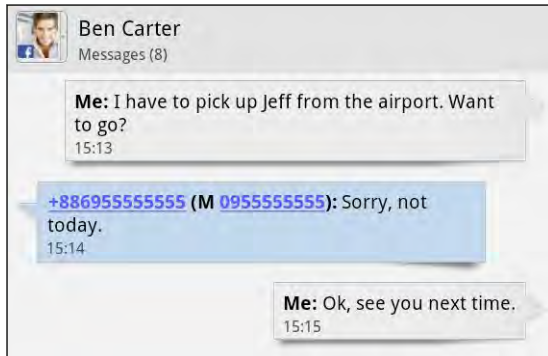 Ben Carter
Messages (8)
Me: I have to pick up Jeff from the airport. Want
to go?
15:13
+886955555555 (M 0955555555): Sorry, not
today.
15:14
Me: Ok, see you next time.
15:15